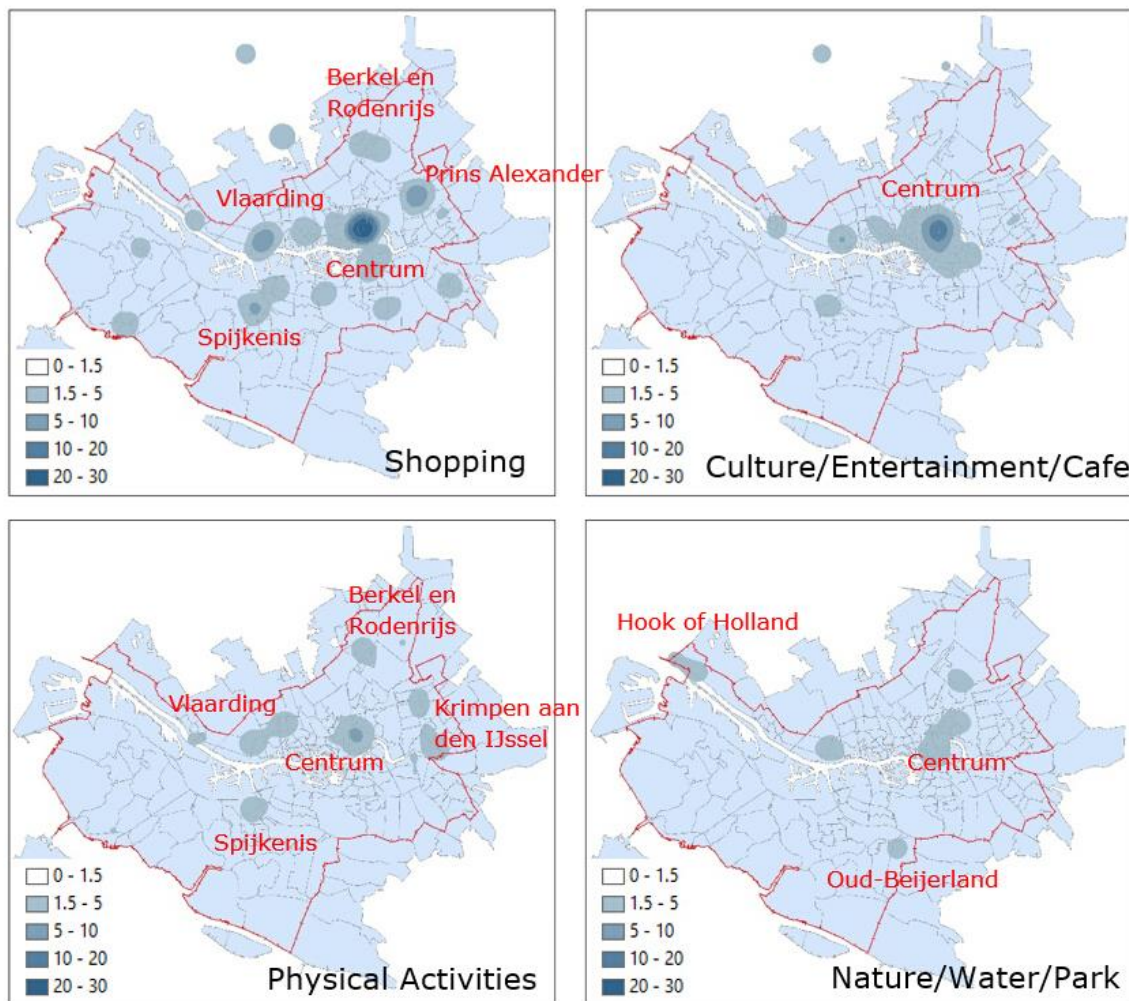 Berkel en
Rodenrijs
Prins Alexander
Vlaarding
Centrum
Spijkenis
0 - 1.5
1.5 - 5
5 - 10
10 - 20
20 - 30
Shopping
Centrum
0 - 1.5
1.5 - 5
5 - 10
10 - 20
20 - 30
Culture/Entertainment/Cafe
Berkel en
Rodenrijs
Vlaarding
Krimpen aan
den IJssel
Centrum
Spijkenis
0 - 1.5
1.5 - 5
5 - 10
10 - 20
20 - 30
Physical Activities
Hook of Holland
Centrum
Oud-Beijerland
0 - 1.5
1.5 - 5
5 - 10
10 - 20
20 - 30
Nature/Water/Park